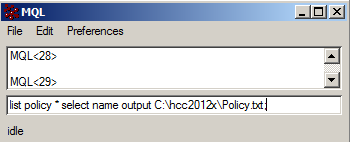 MQL
File Edit Preferences
MQL<28>
MQL<29>
list policy * select name output C:\hcc2012x\Policy.txt;
idle